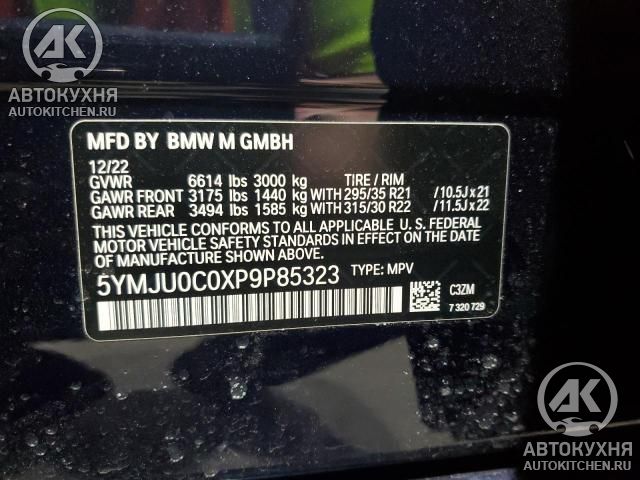 АК
АВТОКУХНЯ
AUTOKITCHEN.RU
MFD BY BMW M GMBH
12/22
GVWR 6614 lbs 3000 kg TIRE / RIM
GAWR FRONT 3175 lbs 1440 kg WITH 295/35 R21 /10.5J x 21
GAWR REAR 3494 lbs 1585 kg WITH 315/30 R22 /11.5J x 22
THIS VEHICLE CONFORMS TO ALL APPLICABLE U. S. FEDERAL
MOTOR VEHICLE SAFETY STANDARDS IN EFFECT ON THE DATE OF
MANUFACTURE SHOWN ABOVE.
5YMJU0C0XP9P85323 TYPE: MPV
C3ZM
7 320 729
АК
АВТОКУХНЯ
AUTOKITCHEN.RU